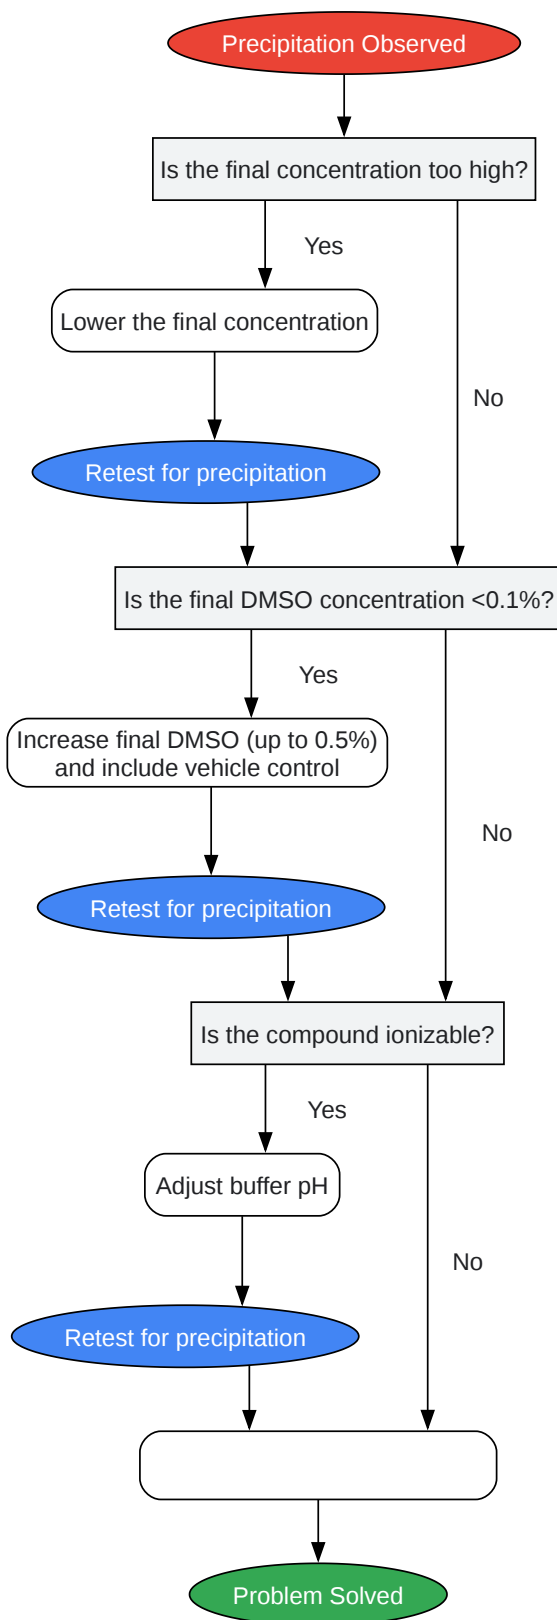 Precipitation Observed
Is the final concentration too high?
Yes
Lower the final concentration
No
Retest for precipitation
Is the final DMSO concentration <0.1%?
Yes
Increase final DMSO (up to 0.5%)
and include vehicle control
No
Retest for precipitation
Is the compound ionizable?
Yes
Adjust buffer pH
No
Retest for precipitation
Problem Solved